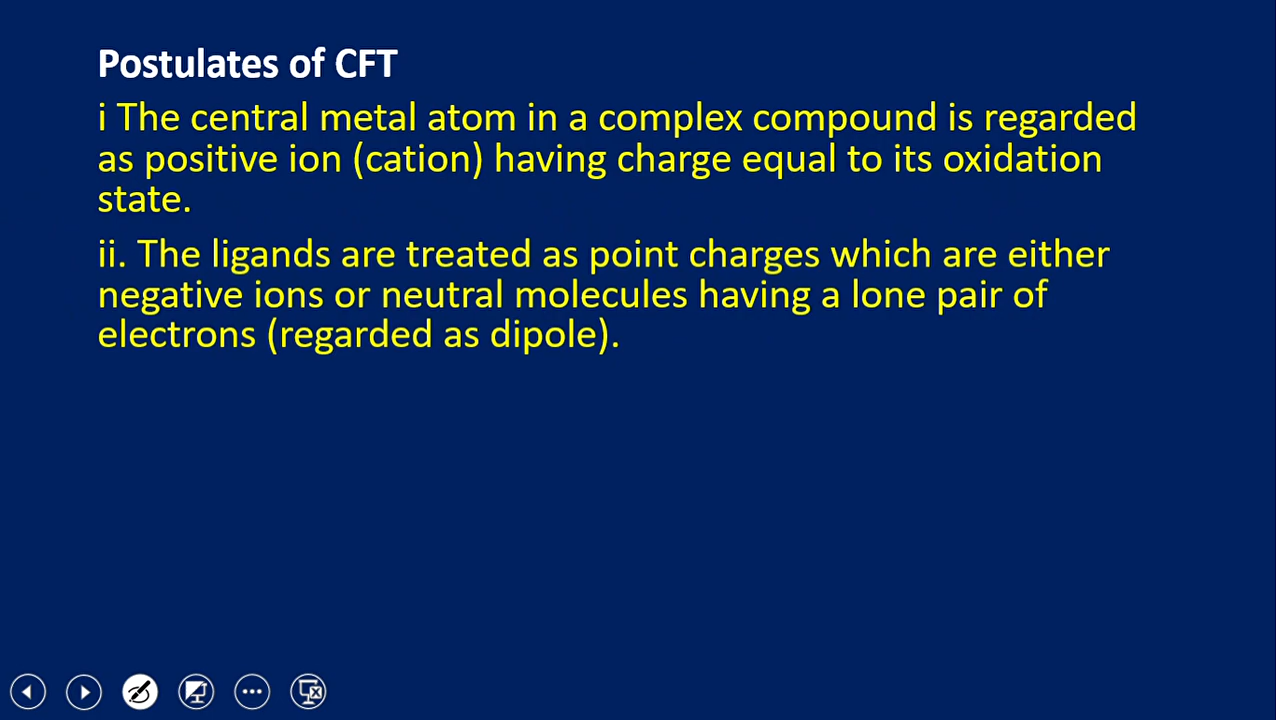 Postulates of CFT
i The central metal atom in a complex compound is regarded
as positive ion (cation) having charge equal to its oxidation
state.
ii. The ligands are treated as point charges which are either
negative ions or neutral molecules having a lone pair of
electrons (regarded as dipole).